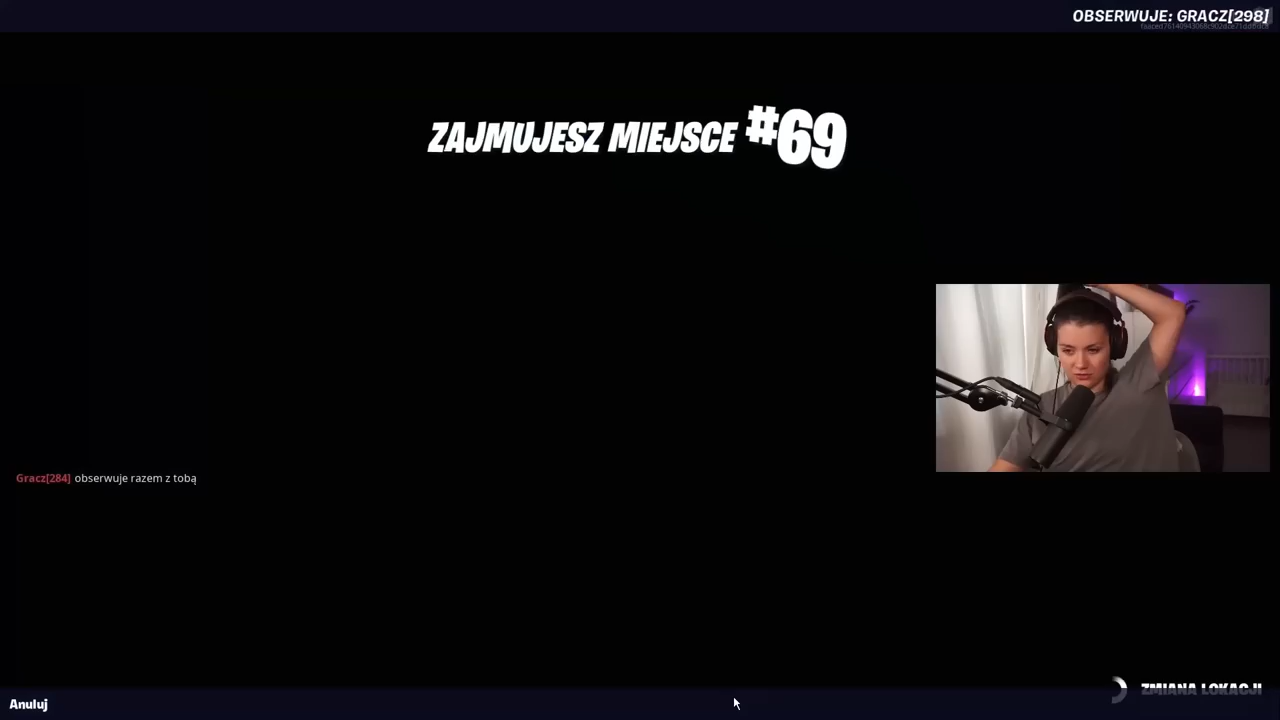 OBSERWUJE: GRACZ[298]
ZAJMUJESZ MIEJSCE #69
Gracz[284] obserwuje razem z tobą
ZMIANA LOKACJI
Anuluj